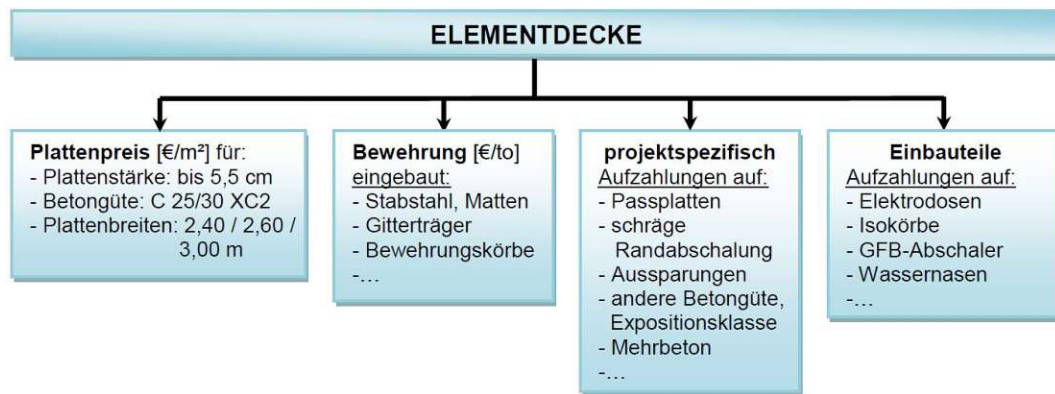 ELEMENTDECKE
Plattenpreis [€/m²] für:
- Plattenstärke: bis 5,5 cm
- Betongüte: C 25/30 XC2
- Plattenbreiten: 2,40 / 2,60 /
3,00 m
Bewehrung [€/to]
eingebaut:
- Stabstahl, Matten
- Gitterträger
- Bewehrungskörbe
-...
projektspezifisch
Aufzahlungen auf:
- Passplatten
- schräge
Randabschalung
- Aussparungen
- andere Betongüte,
Expositionsklasse
- Mehrbeton
-...
Einbauteile
Aufzahlungen auf:
- Elektrodosen
- Isokörbe
- GFB-Abschaler
- Wassernasen
-...